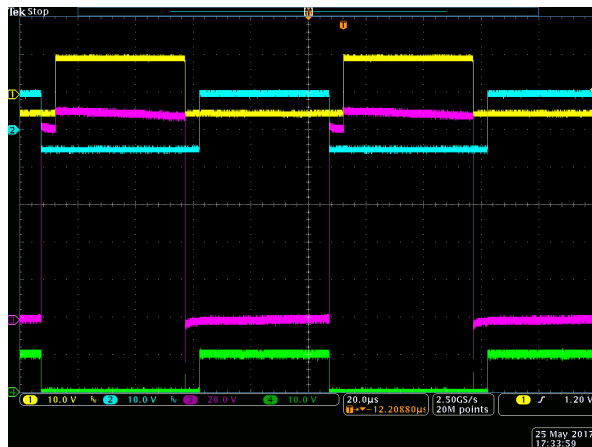 Tek Stop
T
T
1
2
3
4
1 10.0 V 2 10.0 V 3 20.0 V 4 10.0 V
20.0µs
T→▼-12.20880µs
2.50GS/s
20M points
1 ʃ 1.20 V
25 May 2017
17:33:59